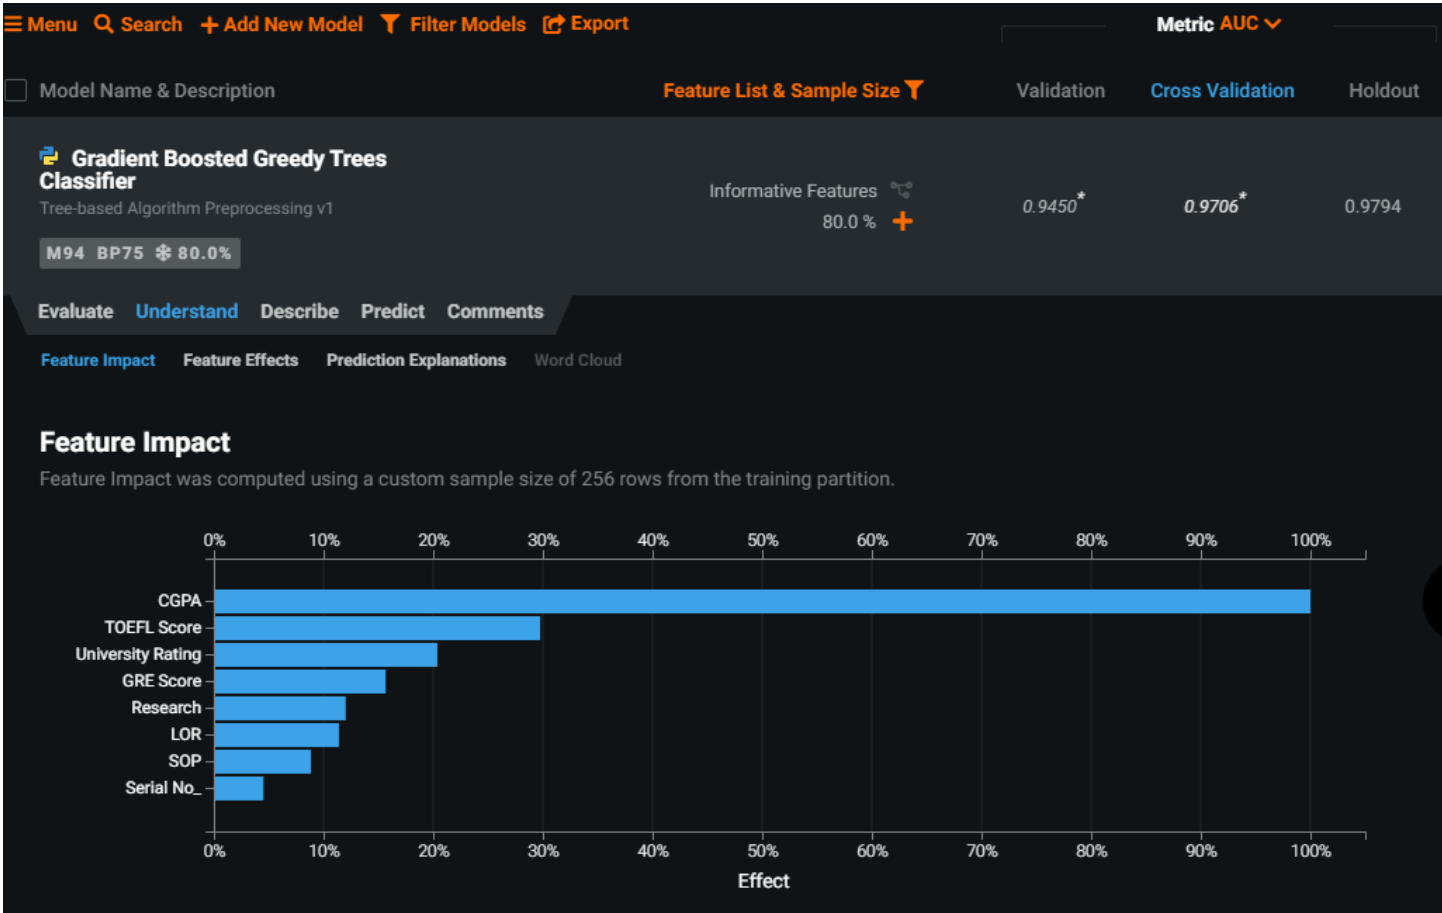 Menu Search + Add New Model Filter Models Export Metric AUC
Model Name & Description Feature List & Sample Size Validation Cross Validation Holdout
Gradient Boosted Greedy Trees
Classifier
Tree-based Algorithm Preprocessing v1
Informative Features
80.0 % +
0.9450* 0.9706* 0.9794
M94 BP75 80.0%
Evaluate Understand Describe Predict Comments
Feature Impact Feature Effects Prediction Explanations Word Cloud
Feature Impact
Feature Impact was computed using a custom sample size of 256 rows from the training partition.
0% 10% 20% 30% 40% 50% 60% 70% 80% 90% 100%
CGPA
TOEFL Score
University Rating
GRE Score
Research
LOR
SOP
Serial No_
0% 10% 20% 30% 40% 50% 60% 70% 80% 90% 100%
Effect